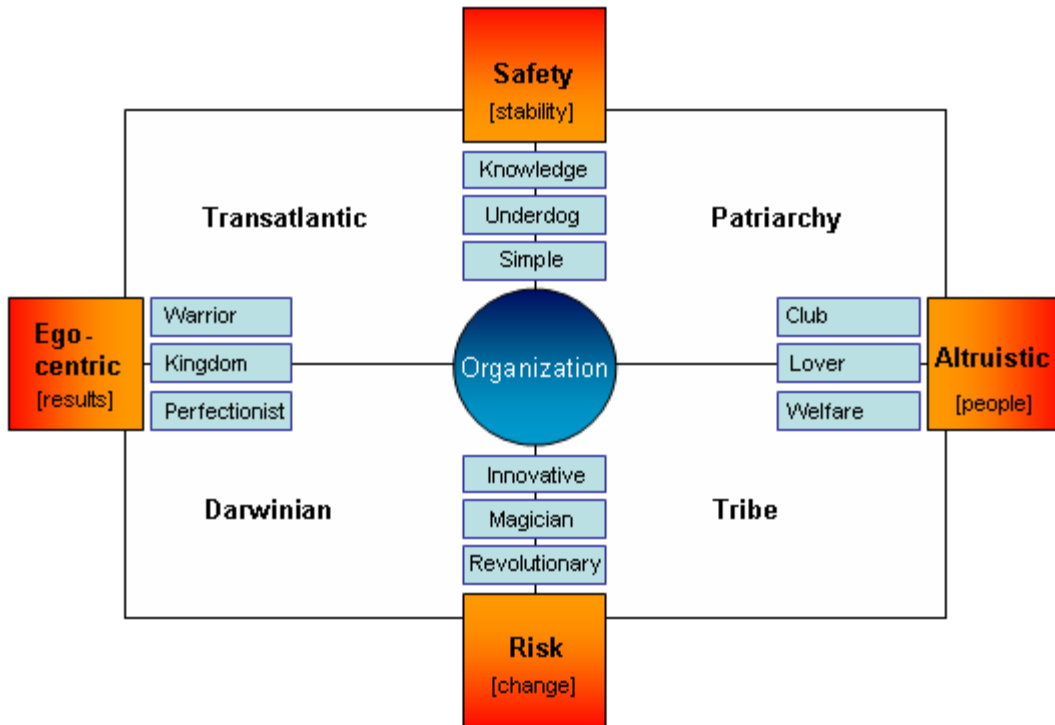 Safety
[stability]
Knowledge
Underdog
Simple
Transatlantic
Patriarchy
Ego-
centric
[results]
Warrior
Kingdom
Perfectionist
Organization
Club
Lover
Welfare
Altruistic
[people]
Innovative
Magician
Revolutionary
Darwinian
Tribe
Risk
[change]